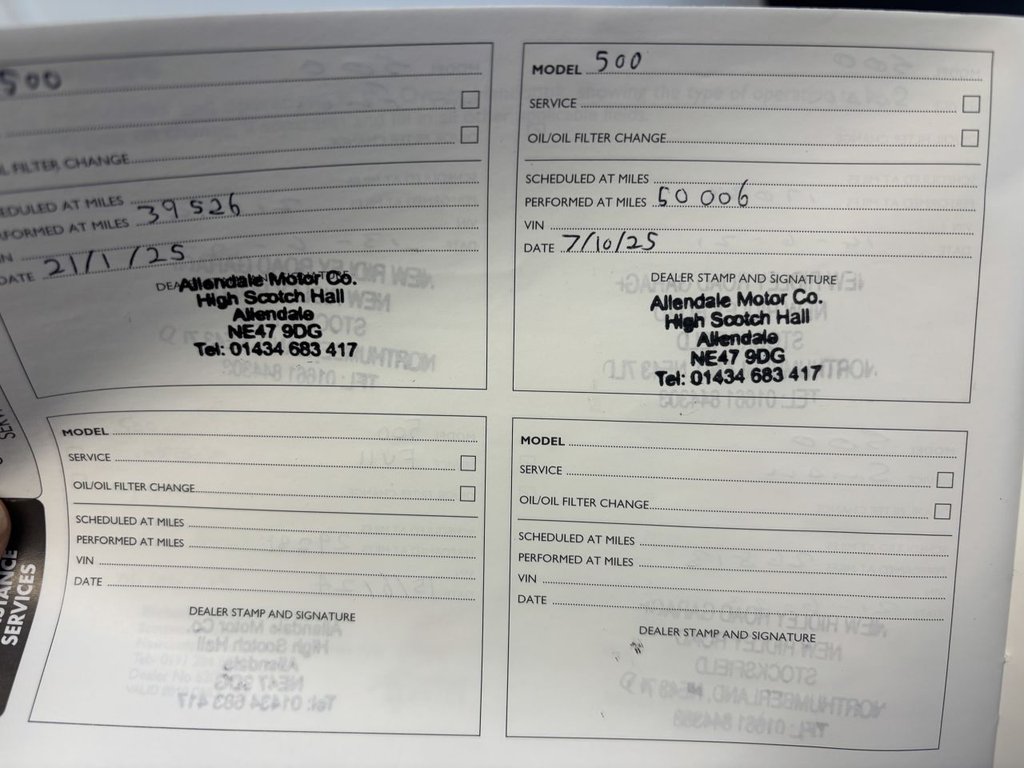 500
L FILTER CHANGE
EDULED AT MILES
FORMED AT MILES 39526
DATE 21/1/25
Allendale Motor Co.
High Scotch Hall
Allendale
NE47 9DG
Tel: 01434 683 417
MODEL 500
SERVICE
OIL/OIL FILTER CHANGE
SCHEDULED AT MILES
PERFORMED AT MILES 50 006
VIN
DATE 7/10/25
DEALER STAMP AND SIGNATURE
Allendale Motor Co.
High Scotch Hall
Allendale
NE47 9DG
Tel: 01434 683 417
MODEL
SERVICE
OIL/OIL FILTER CHANGE
SCHEDULED AT MILES
PERFORMED AT MILES
VIN
DATE
DEALER STAMP AND SIGNATURE
MODEL
SERVICE
OIL/OIL FILTER CHANGE
SCHEDULED AT MILES
PERFORMED AT MILES
VIN
DATE
DEALER STAMP AND SIGNATURE
STANCE
SERVICES